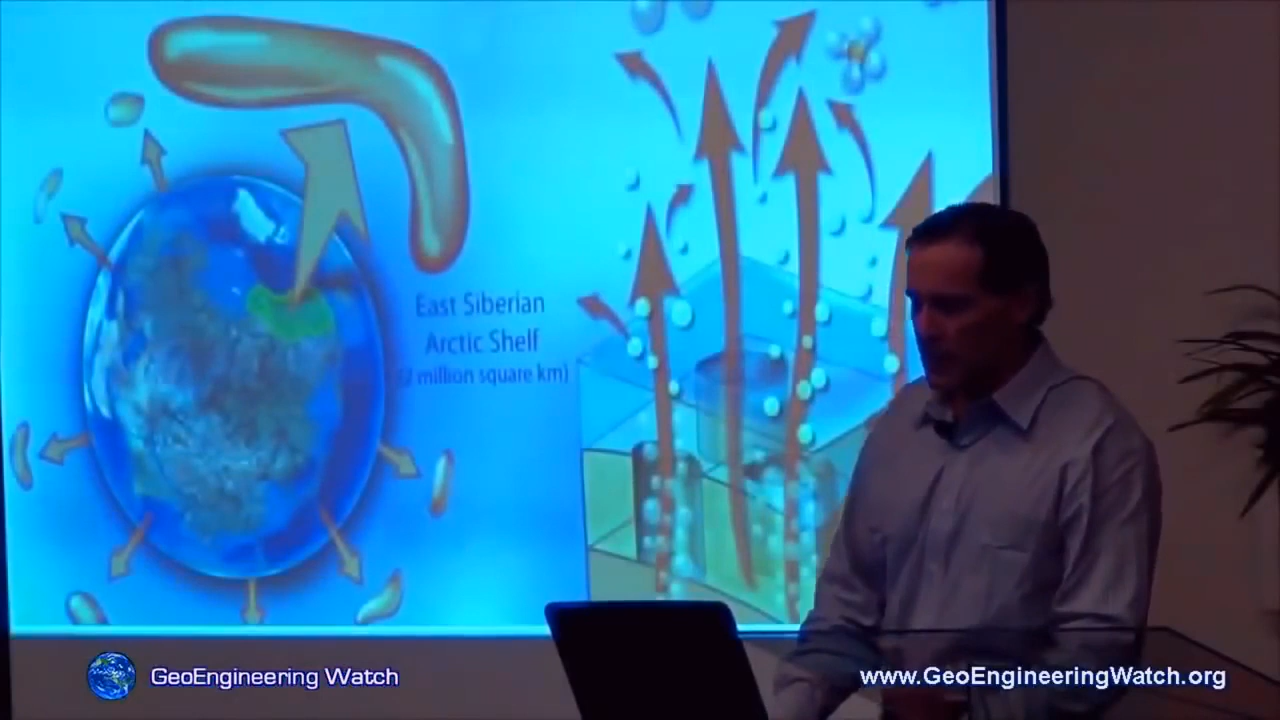 East Siberian
Arctic Shelf
million square km)
GeoEngineering Watch
www.GeoEngineeringWatch.org